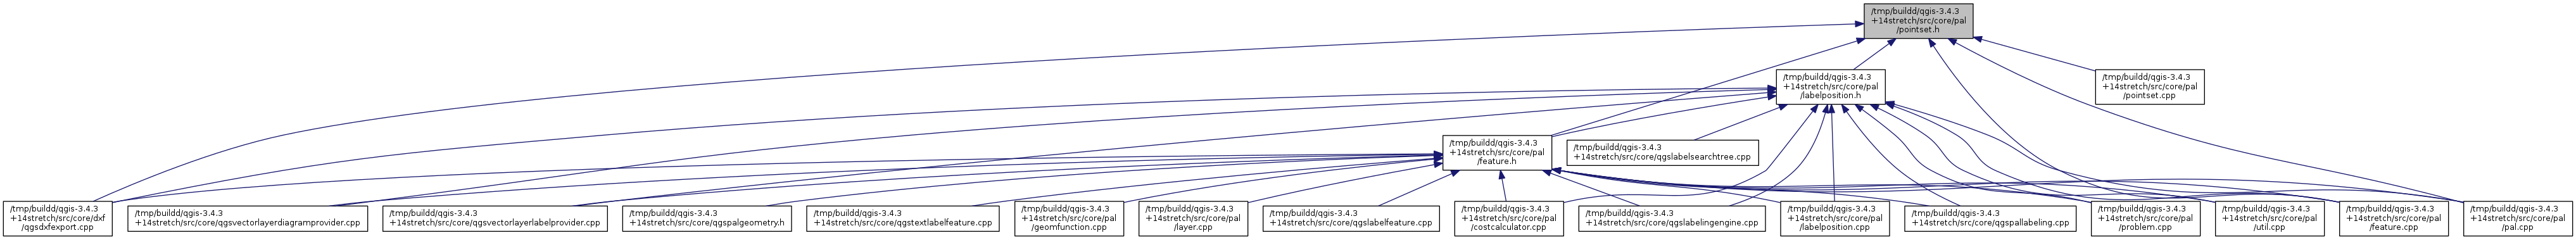 /tmp/buildd/qgis-3.4.3
+14stretch/src/core/pal
/pointset.h
/tmp/buildd/qgis-3.4.3
+14stretch/src/core/pal
/labelposition.h
/tmp/buildd/qgis-3.4.3
+14stretch/src/core/pal
/pointset.cpp
/tmp/buildd/qgis-3.4.3
+14stretch/src/core/pal
/feature.h
/tmp/buildd/qgis-3.4.3
+14stretch/src/core/qgslabelsearchtree.cpp
/tmp/buildd/qgis-3.4.3
+14stretch/src/core/dxf
/qgsdxfexport.cpp
/tmp/buildd/qgis-3.4.3
+14stretch/src/core/qgsvectorlayerdiagramprovider.cpp
/tmp/buildd/qgis-3.4.3
+14stretch/src/core/qgsvectorlayerlabelprovider.cpp
/tmp/buildd/qgis-3.4.3
+14stretch/src/core/qgspalgeometry.h
/tmp/buildd/qgis-3.4.3
+14stretch/src/core/qgstextlabelfeature.cpp
/tmp/buildd/qgis-3.4.3
+14stretch/src/core/pal
/geomfunction.cpp
/tmp/buildd/qgis-3.4.3
+14stretch/src/core/pal
/layer.cpp
/tmp/buildd/qgis-3.4.3
+14stretch/src/core/qgslabelfeature.cpp
/tmp/buildd/qgis-3.4.3
+14stretch/src/core/pal
/costcalculator.cpp
/tmp/buildd/qgis-3.4.3
+14stretch/src/core/qgslabelingengine.cpp
/tmp/buildd/qgis-3.4.3
+14stretch/src/core/pal
/labelposition.cpp
/tmp/buildd/qgis-3.4.3
+14stretch/src/core/qgspallabeling.cpp
/tmp/buildd/qgis-3.4.3
+14stretch/src/core/pal
/problem.cpp
/tmp/buildd/qgis-3.4.3
+14stretch/src/core/pal
/util.cpp
/tmp/buildd/qgis-3.4.3
+14stretch/src/core/pal
/feature.cpp
/tmp/buildd/qgis-3.4.3
+14stretch/src/core/pal
/pal.cpp